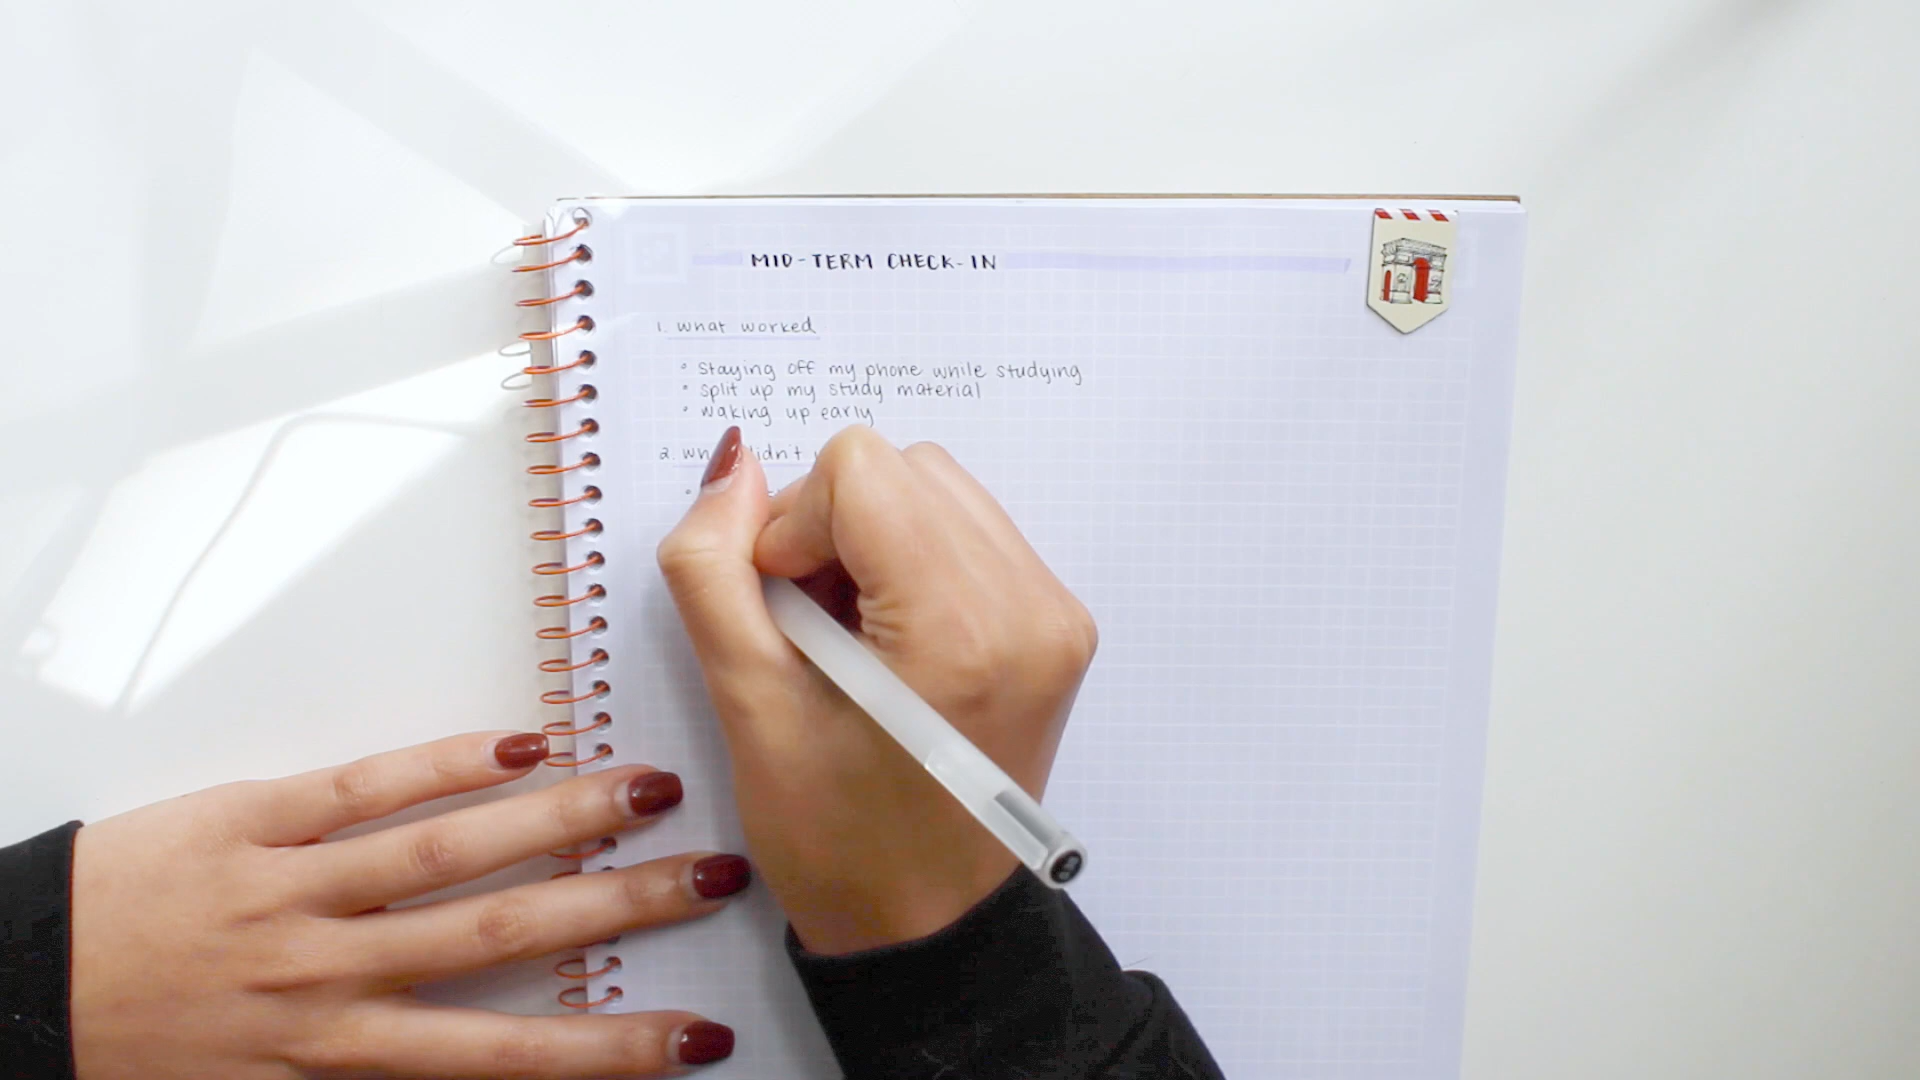 MID-TERM CHECK-IN
1. what worked
• staying off my phone while studying
• split up my study material
• waking up early
2. didn't